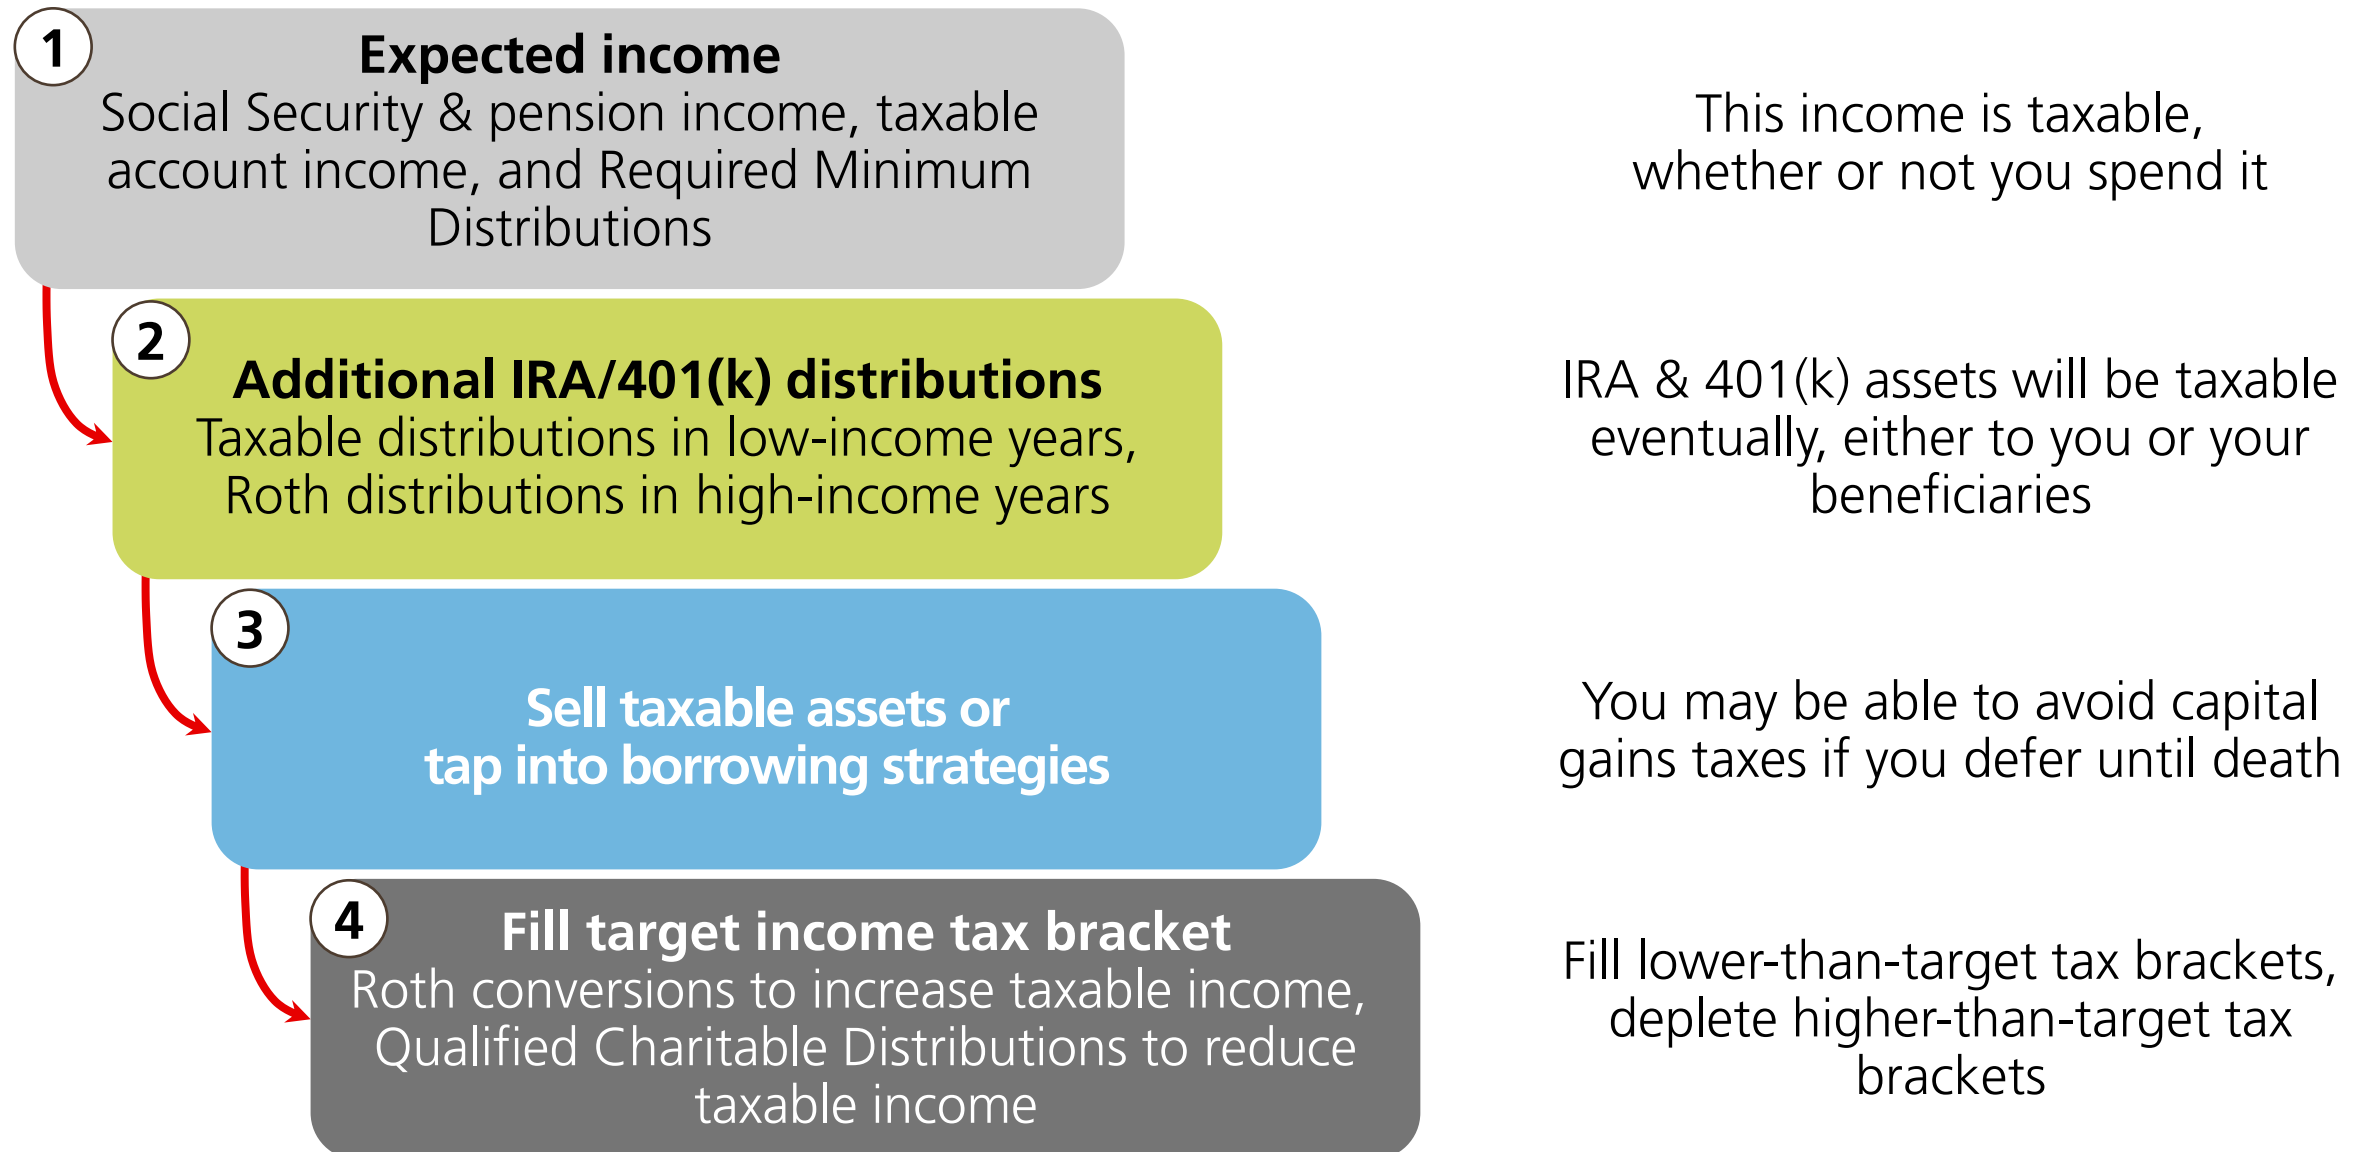 1
Expected income
Social Security & pension income, taxable
account income, and Required Minimum
Distributions
This income is taxable,
whether or not you spend it
2
Additional IRA/401(k) distributions
Taxable distributions in low-income years,
Roth distributions in high-income years
IRA & 401(k) assets will be taxable
eventually, either to you or your
beneficiaries
3
Sell taxable assets or
tap into borrowing strategies
You may be able to avoid capital
gains taxes if you defer until death
4
Fill target income tax bracket
Roth conversions to increase taxable income,
Qualified Charitable Distributions to reduce
taxable income
Fill lower-than-target tax brackets,
deplete higher-than-target tax
brackets